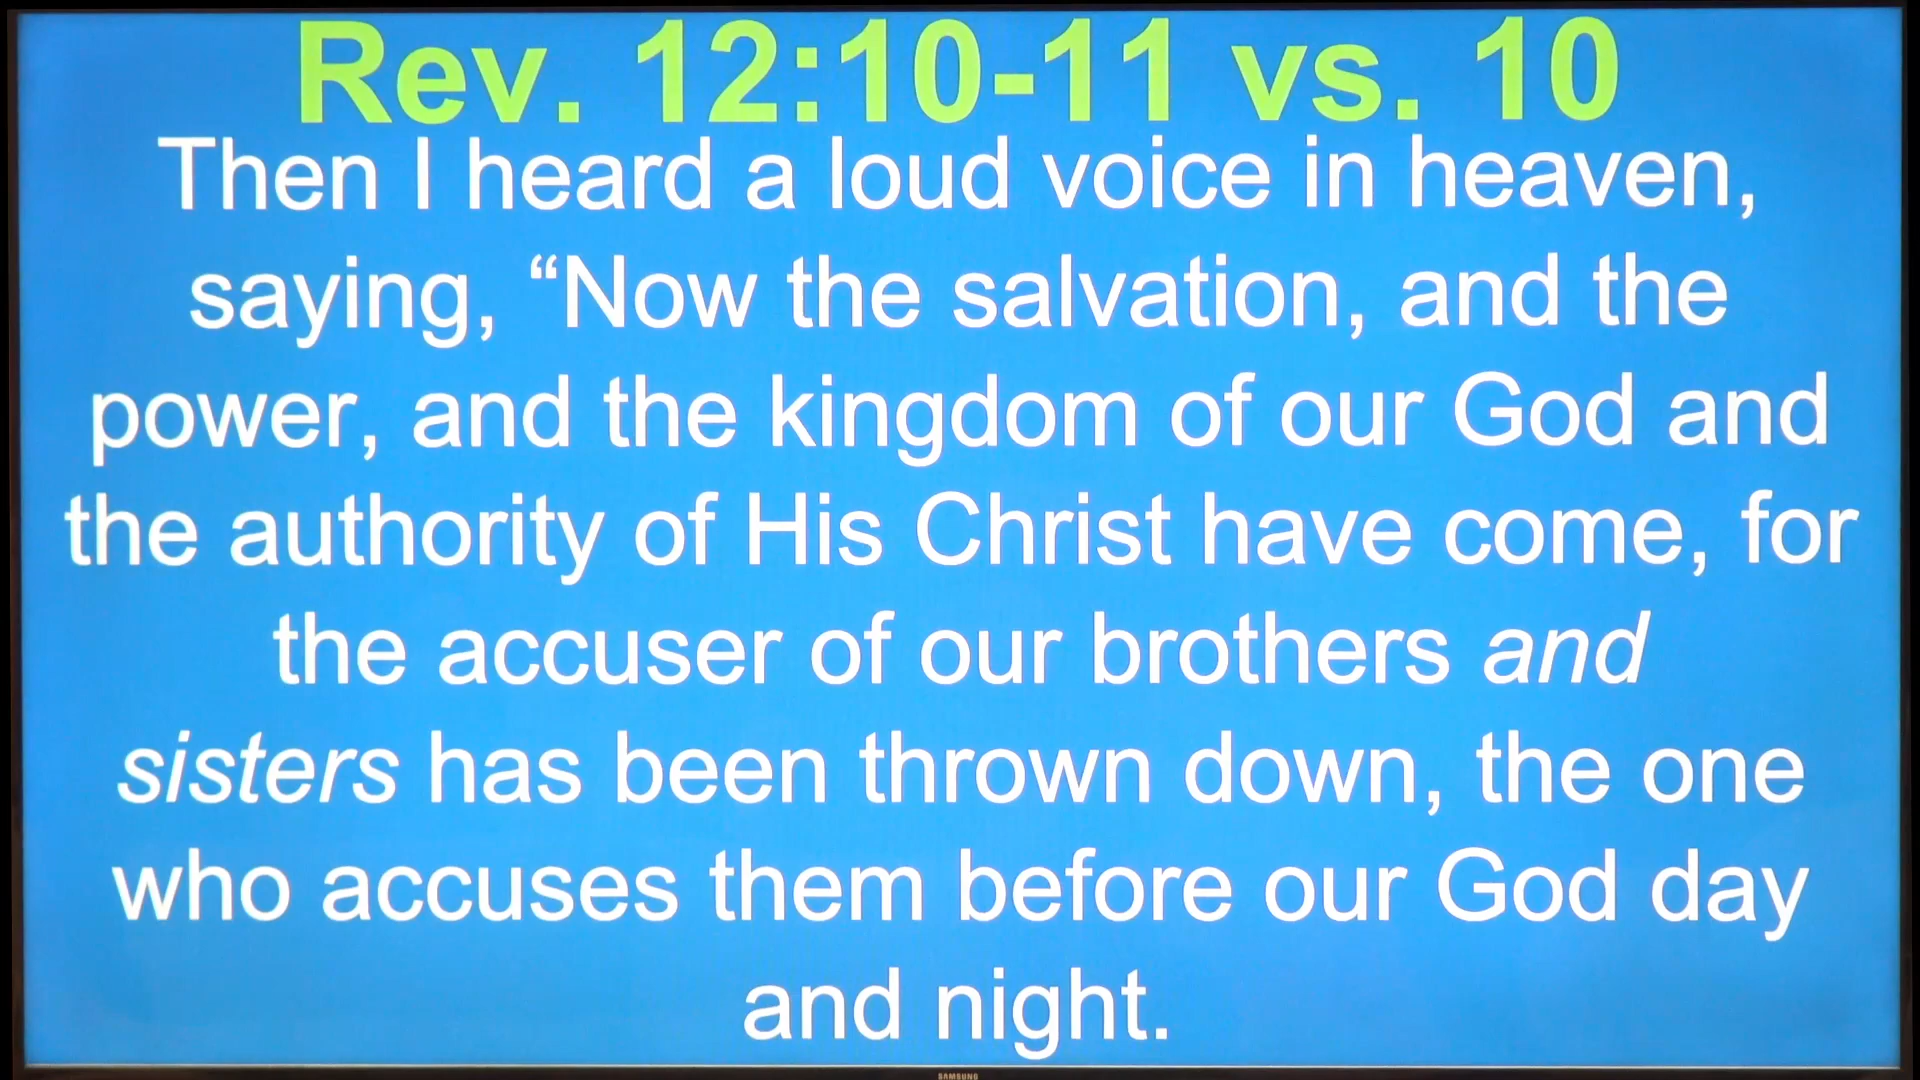 Rev. 12:10-11 vs. 10
Then I heard a loud voice in heaven,
saying, “Now the salvation, and the
power, and the kingdom of our God and
the authority of His Christ have come, for
the accuser of our brothers and
sisters has been thrown down, the one
who accuses them before our God day
and night.
SAMSUNG